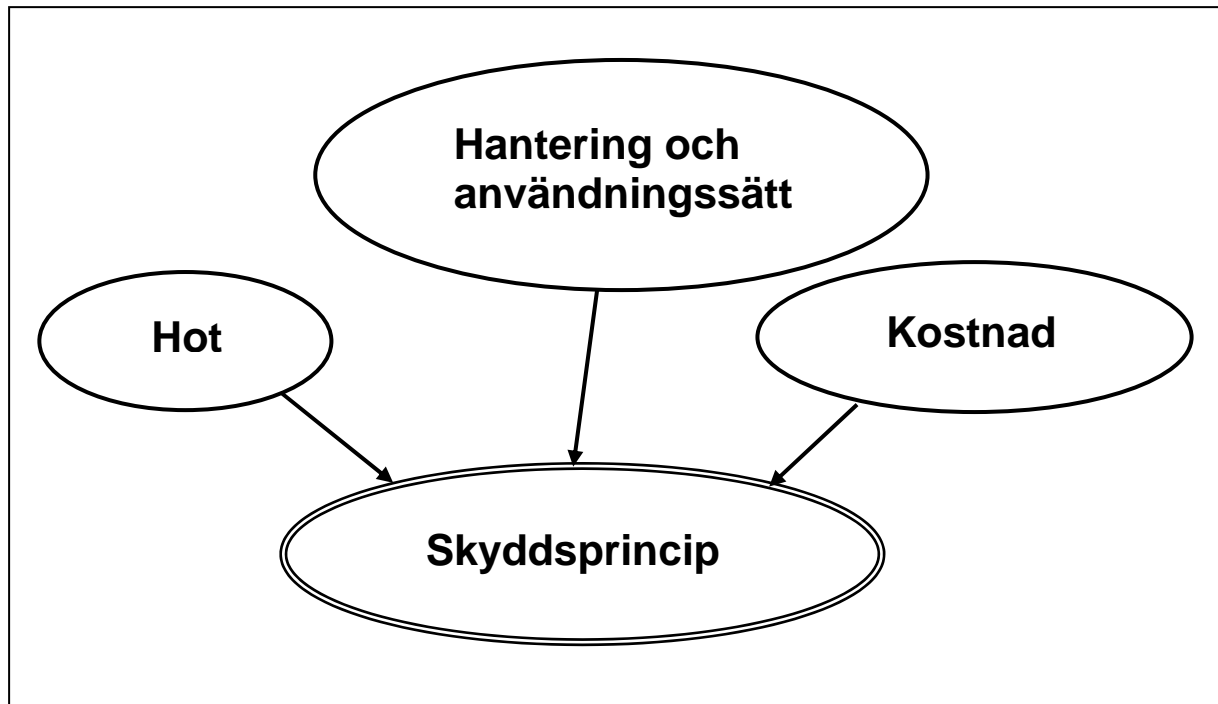 Hantering och
användningssätt
Hot
Kostnad
Skyddsprincip